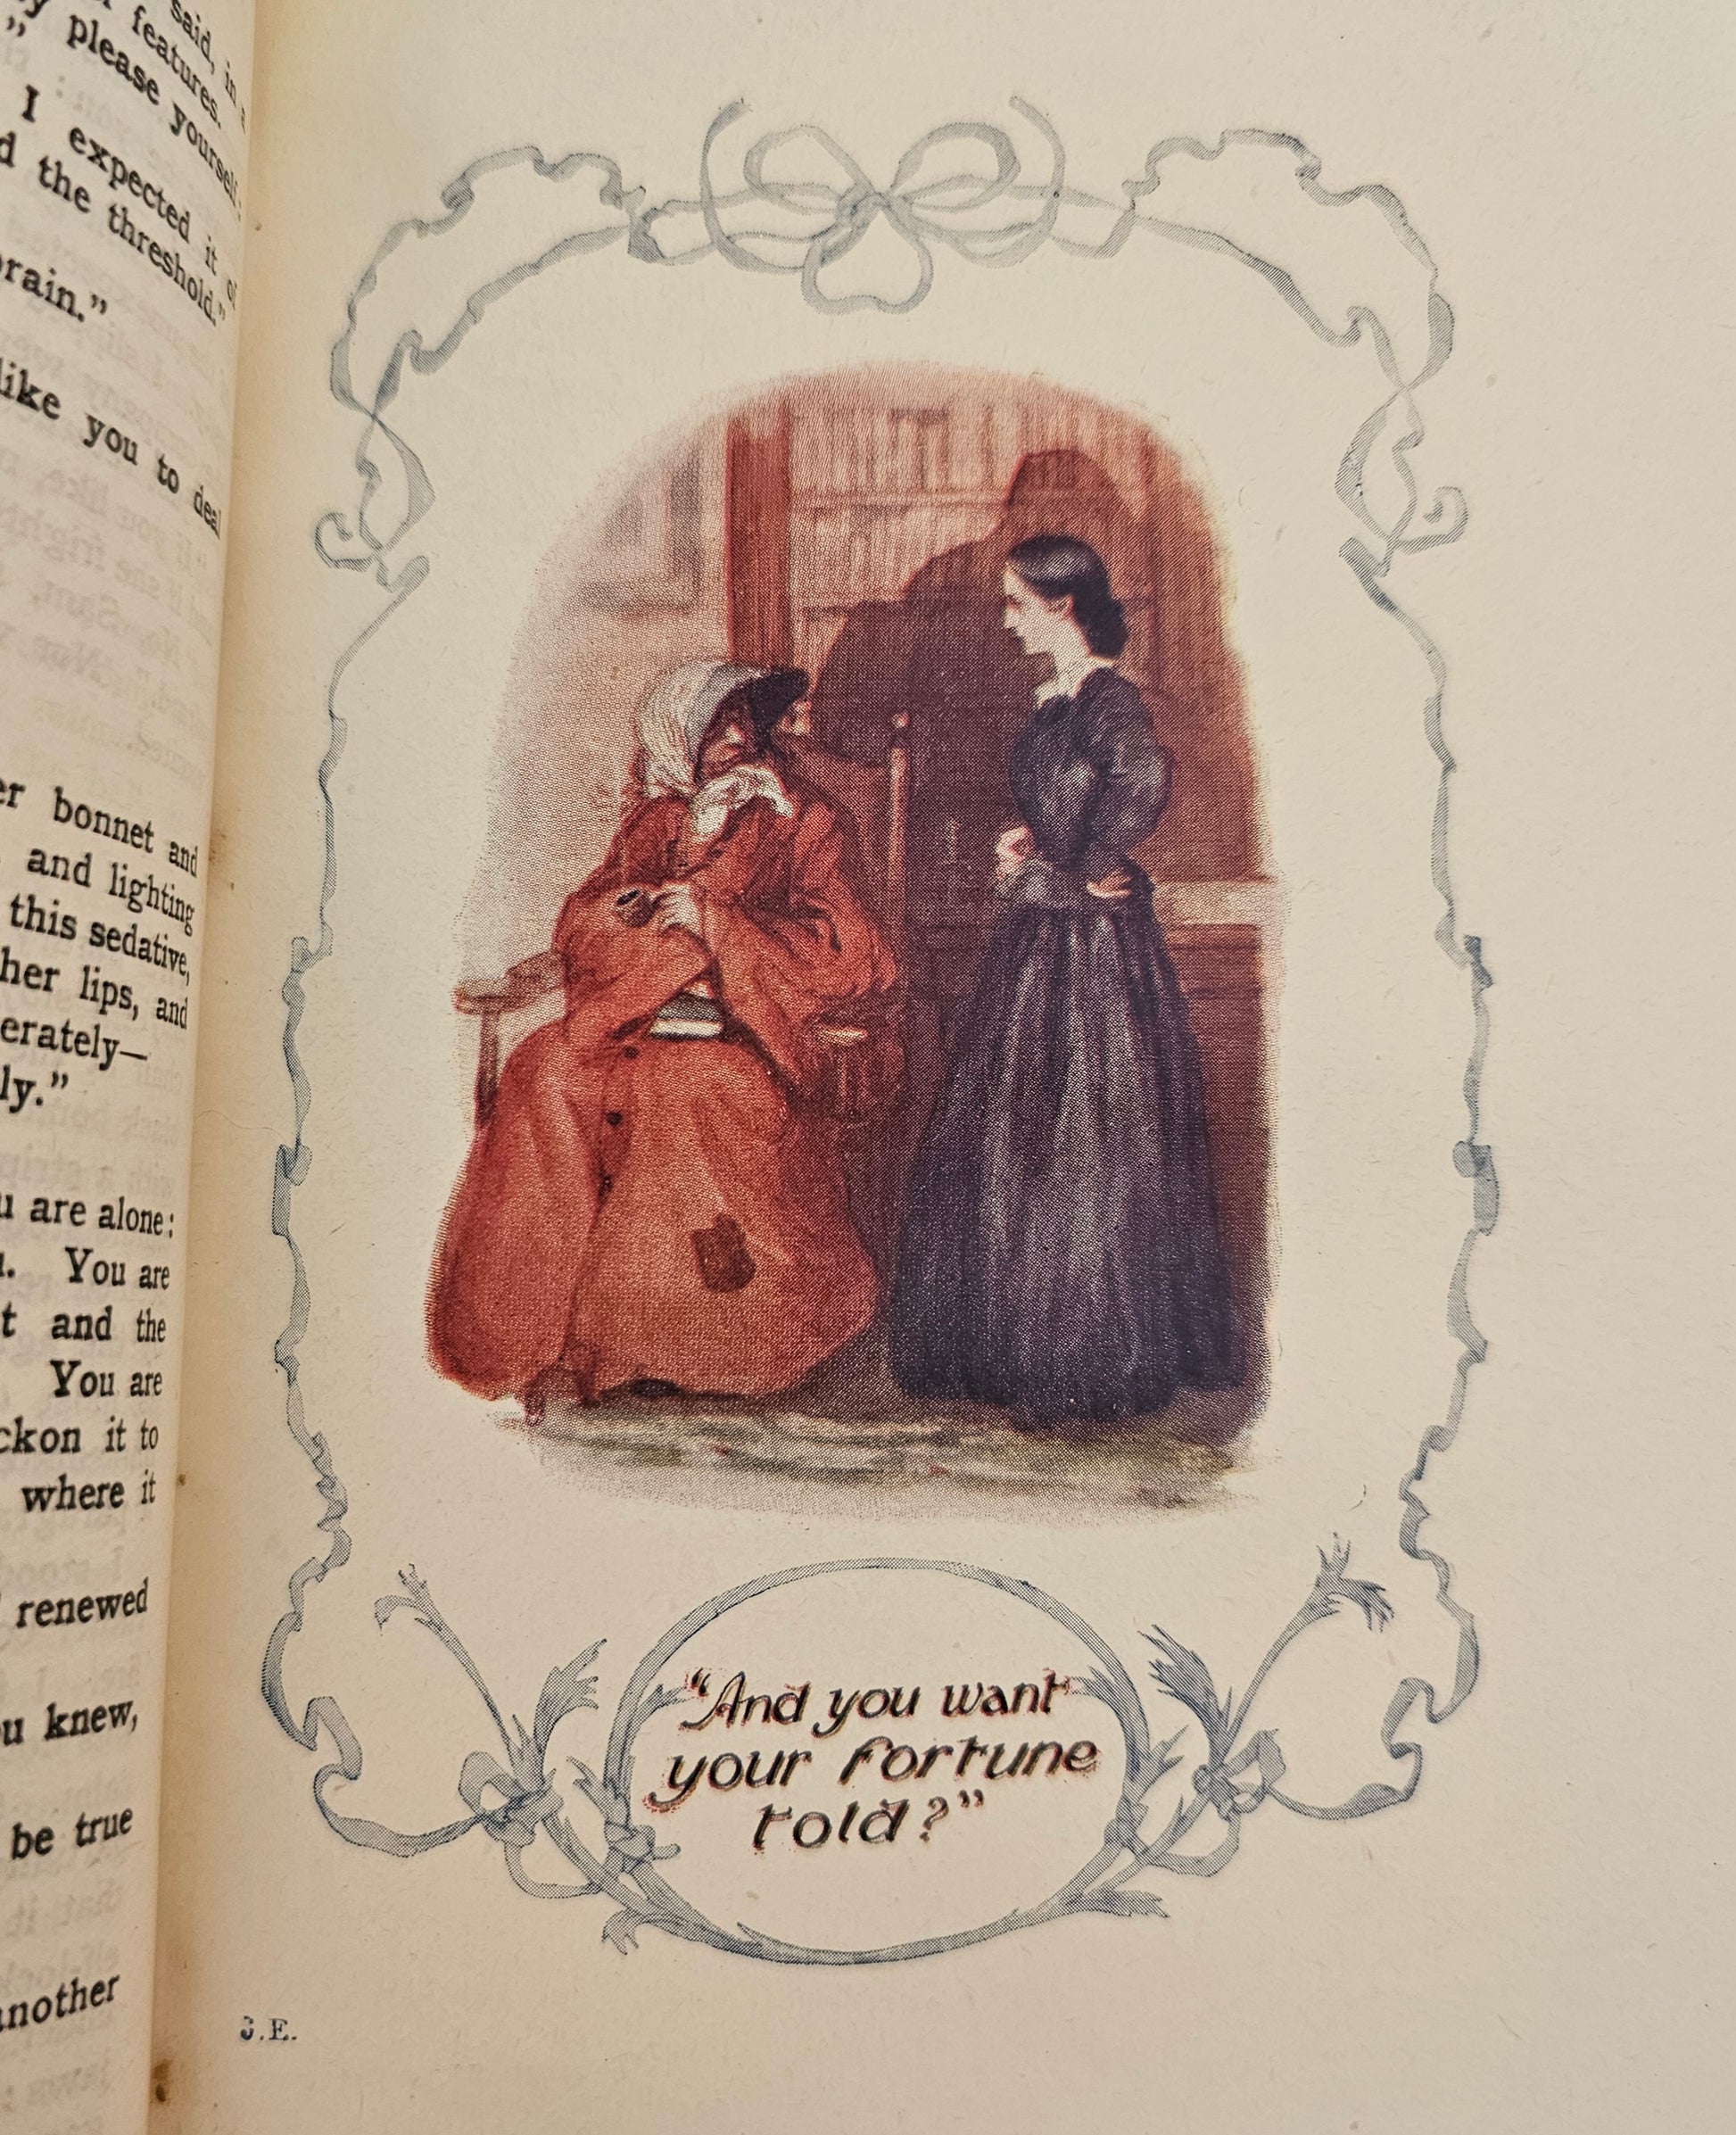 said, in a
features.
" please yourself:
I expected it of
the threshold."
brain."
like you to deal
bonnet and
and lighting
this sedative,
her lips, and
erately—
ly."
u are alone:
You are
t and the
You are
ckon it to
where it
renewed
u knew,
be true
another
"And you want
your fortune
told?"
J.E.